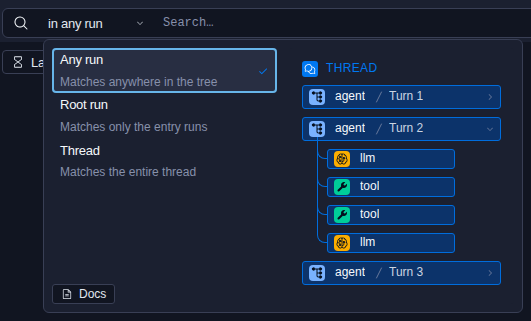 in any run Search...
La
Any run
Matches anywhere in the tree
Root run
Matches only the entry runs
Thread
Matches the entire thread
Docs
THREAD
agent / Turn 1
agent / Turn 2
llm
tool
tool
llm
agent / Turn 3